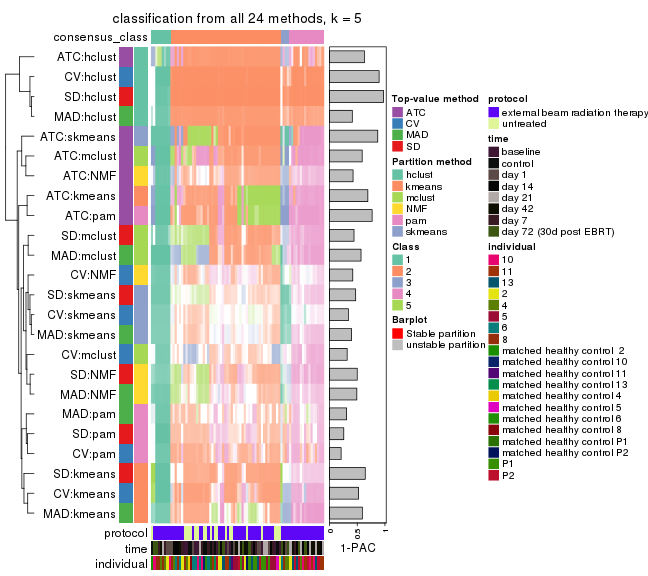 classification from all 24 methods, k = 5
consensus_class
ATC:hclust
CV:hclust
SD:hclust
MAD:hclust
ATC:skmeans
ATC:mclust
ATC:NMF
ATC:kmeans
ATC:pam
SD:mclust
MAD:mclust
CV:NMF
SD:skmeans
CV:skmeans
MAD:skmeans
CV:mclust
SD:NMF
MAD:NMF
MAD:pam
SD:pam
CV:pam
SD:kmeans
CV:kmeans
MAD:kmeans
protocol
time
individual
0
0.5
1
1-PAC
Top-value method
ATC
CV
MAD
SD
Partition method
hclust
kmeans
mclust
NMF
pam
skmeans
Class
1
2
3
4
5
Barplot
Stable partition
unstable partition
protocol
external beam radiation therapy
untreated
time
baseline
control
day 1
day 14
day 21
day 42
day 7
day 72 (30d post EBRT)
individual
10
11
13
2
4
5
6
8
matched healthy control 2
matched healthy control 10
matched healthy control 11
matched healthy control 13
matched healthy control 4
matched healthy control 5
matched healthy control 6
matched healthy control 8
matched healthy control P1
matched healthy control P2
P1
P2